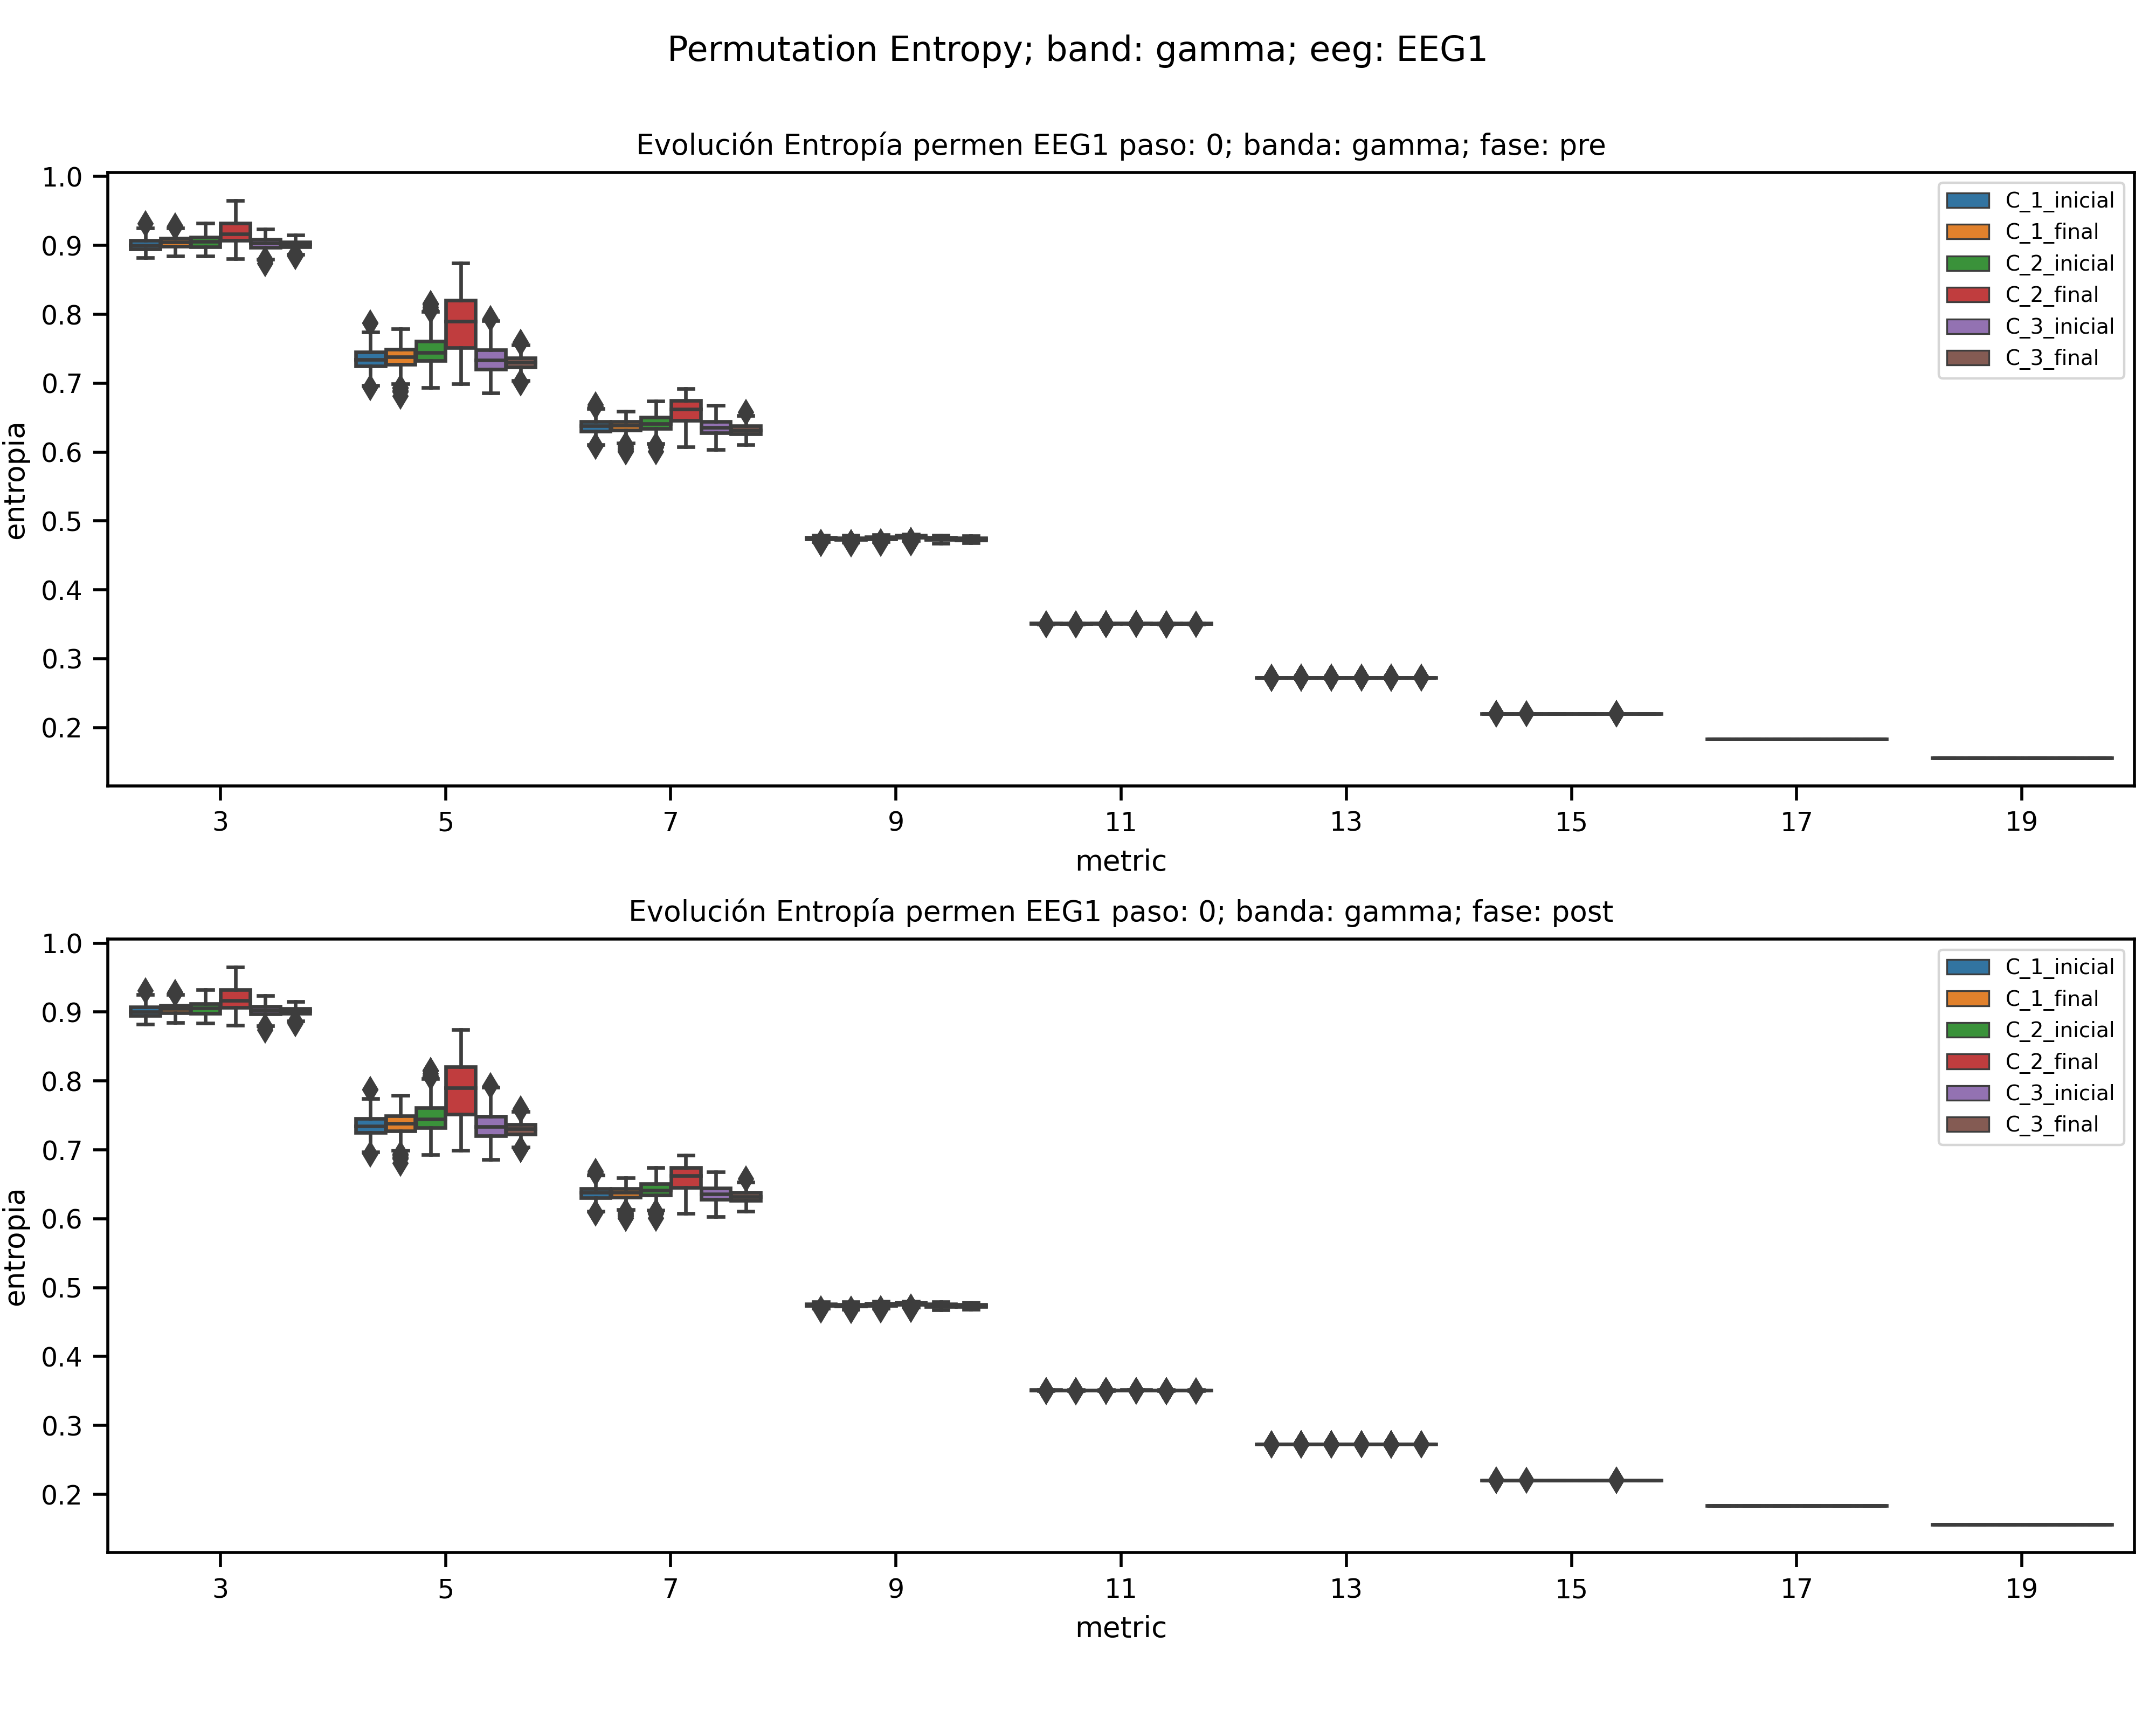 Permutation Entropy; band: gamma; eeg: EEG1
Evolución Entropía permen EEG1 paso: 0; banda: gamma; fase: pre
1.0
0.9
0.8
0.7
0.6
0.5
0.4
0.3
0.2
entropia
C_1_inicial
C_1_final
C_2_inicial
C_2_final
C_3_inicial
C_3_final
3 5 7 9 11 13 15 17 19
metric
Evolución Entropía permen EEG1 paso: 0; banda: gamma; fase: post
1.0
0.9
0.8
0.7
0.6
0.5
0.4
0.3
0.2
entropia
C_1_inicial
C_1_final
C_2_inicial
C_2_final
C_3_inicial
C_3_final
3 5 7 9 11 13 15 17 19
metric